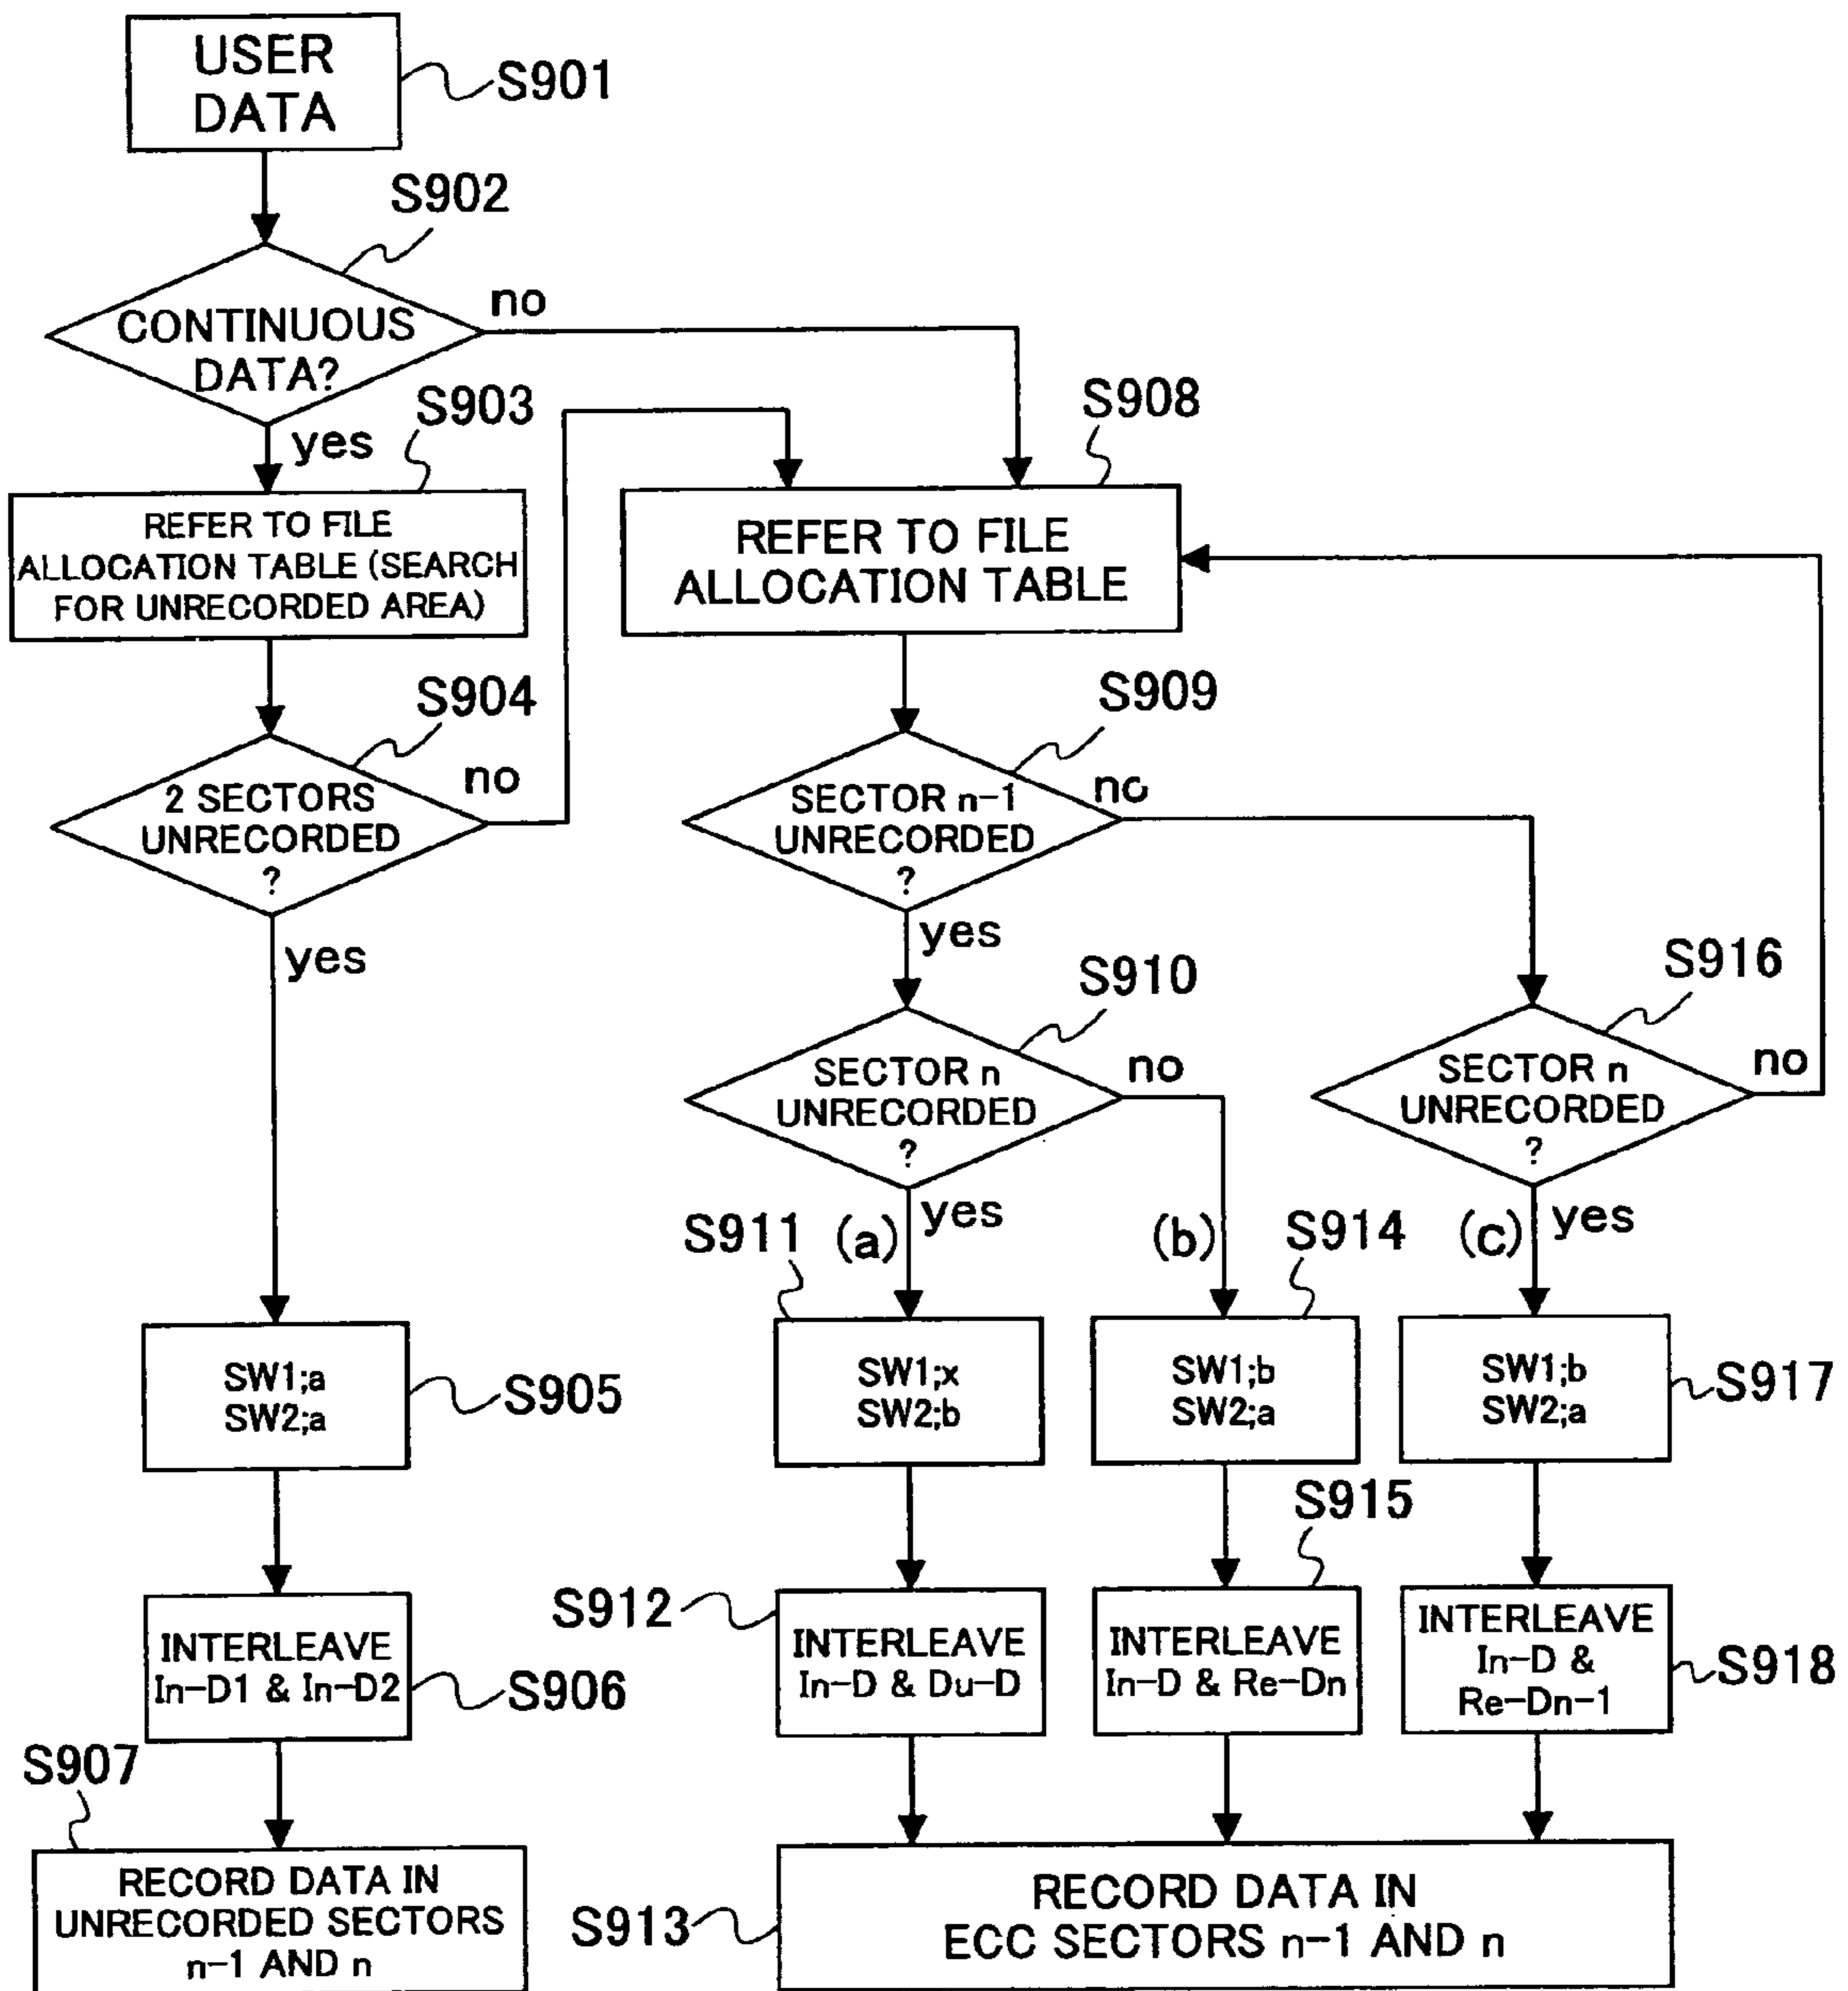 USER
DATA
S901
S902
CONTINUOUS
DATA?
no
yes
S903
REFER TO FILE
ALLOCATION TABLE (SEARCH
FOR UNRECORDED AREA)
S904
2 SECTORS
UNRECORDED
?
no
yes
SW1;a
SW2;a
S905
INTERLEAVE
In-D1 & In-D2
S906
S907
RECORD DATA IN
UNRECORDED SECTORS
n-1 AND n
S908
REFER TO FILE
ALLOCATION TABLE
S909
SECTOR n-1
UNRECORDED
?
no
yes
S910
SECTOR n
UNRECORDED
?
no
yes
S916
SECTOR n
UNRECORDED
?
no
yes
S911
(a)
SW1;x
SW2;b
(b)
S914
SW1;b
SW2;a
(c)
SW1;b
SW2;a
S917
S912
INTERLEAVE
In-D & Du-D
S915
INTERLEAVE
In-D & Re-Dn
INTERLEAVE
In-D &
Re-Dn-1
S918
S913
RECORD DATA IN
ECC SECTORS n-1 AND n